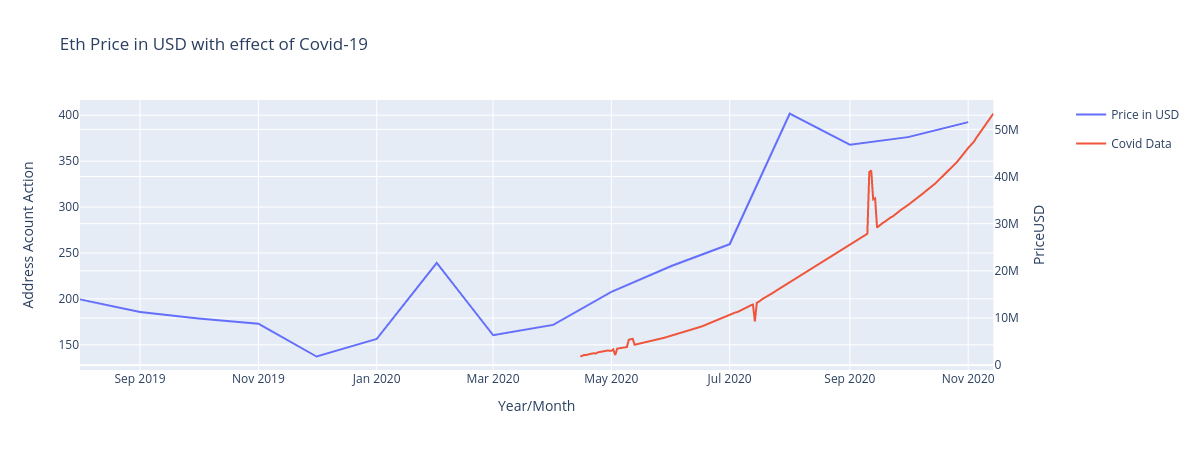 Eth Price in USD with effect of Covid-19
400
350
300
250
200
150
Address Acount Action
50M
40M
30M
20M
10M
0
PriceUSD
Price in USD
Covid Data
Sep 2019 Nov 2019 Jan 2020 Mar 2020 May 2020 Jul 2020 Sep 2020 Nov 2020
Year/Month